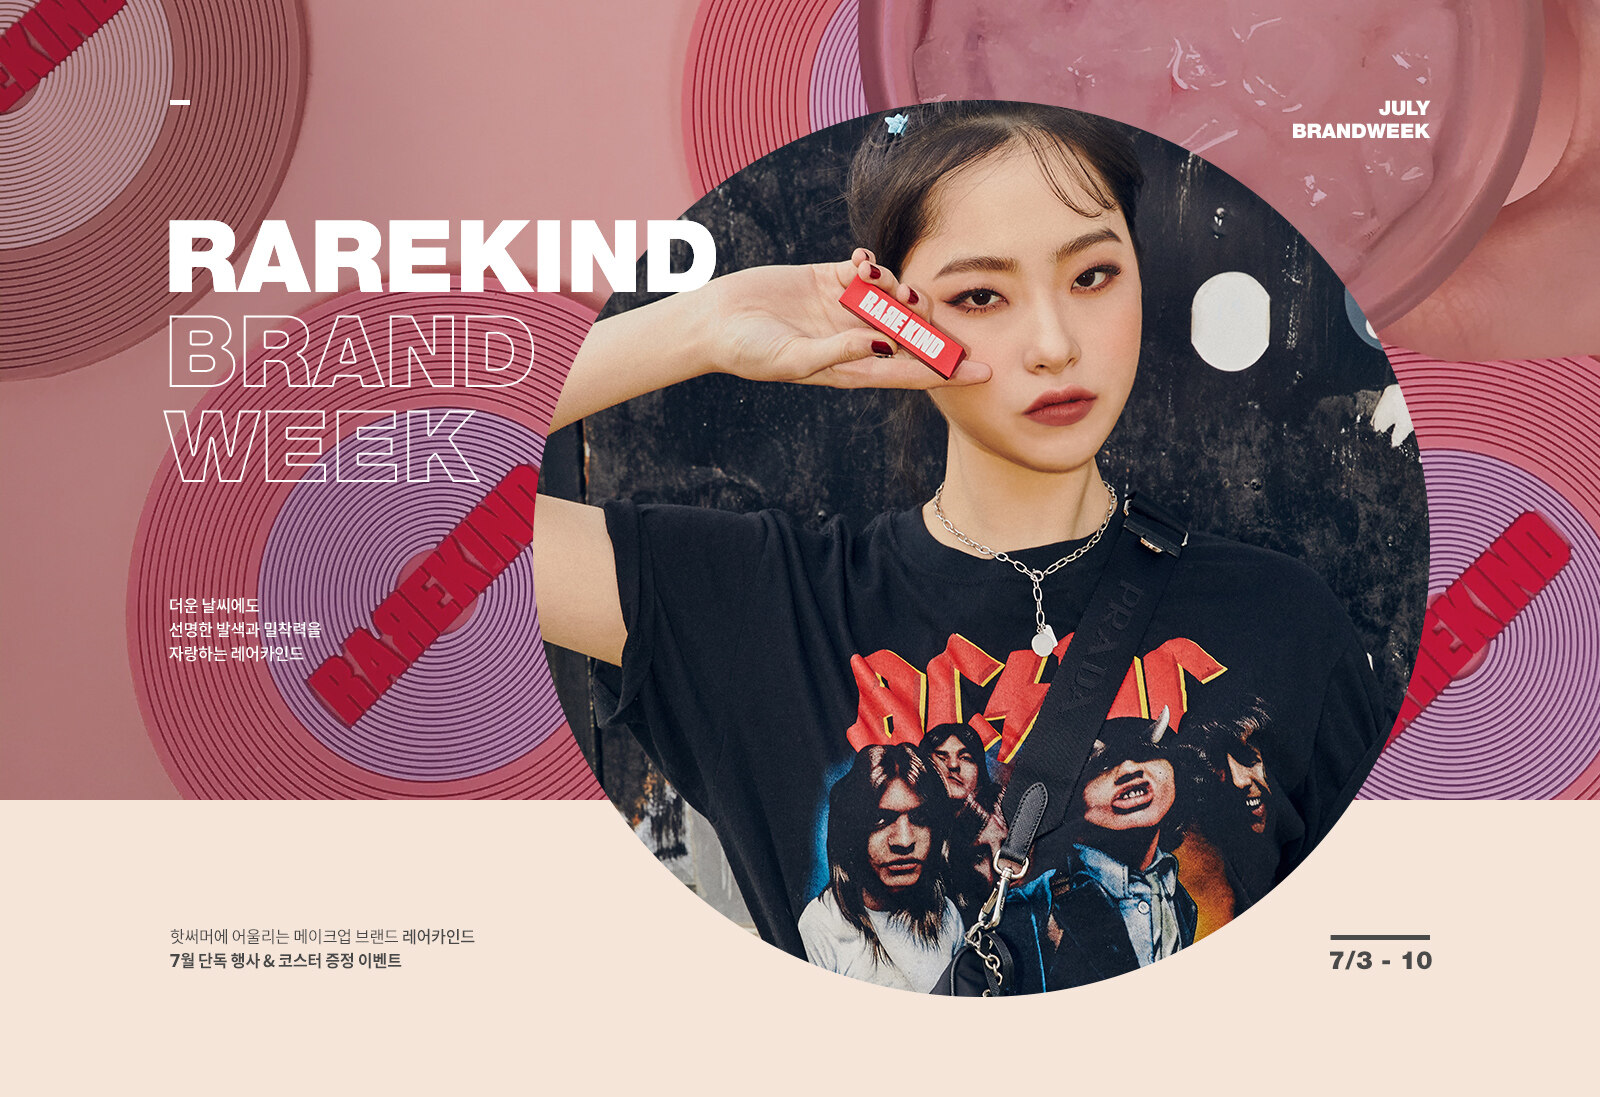 JULY
BRANDWEEK
RAREKIND
BRAND
WEEK
더운 날씨에도
선명한 발색과 밀착력을
자랑하는 레어카인드
RAREKIND
RAREKIND
RAREKIND
PRADA
AC DC
핫써머에 어울리는 메이크업 브랜드 레어카인드
7월 단독 행사 & 코스터 증정 이벤트
7/3 - 10